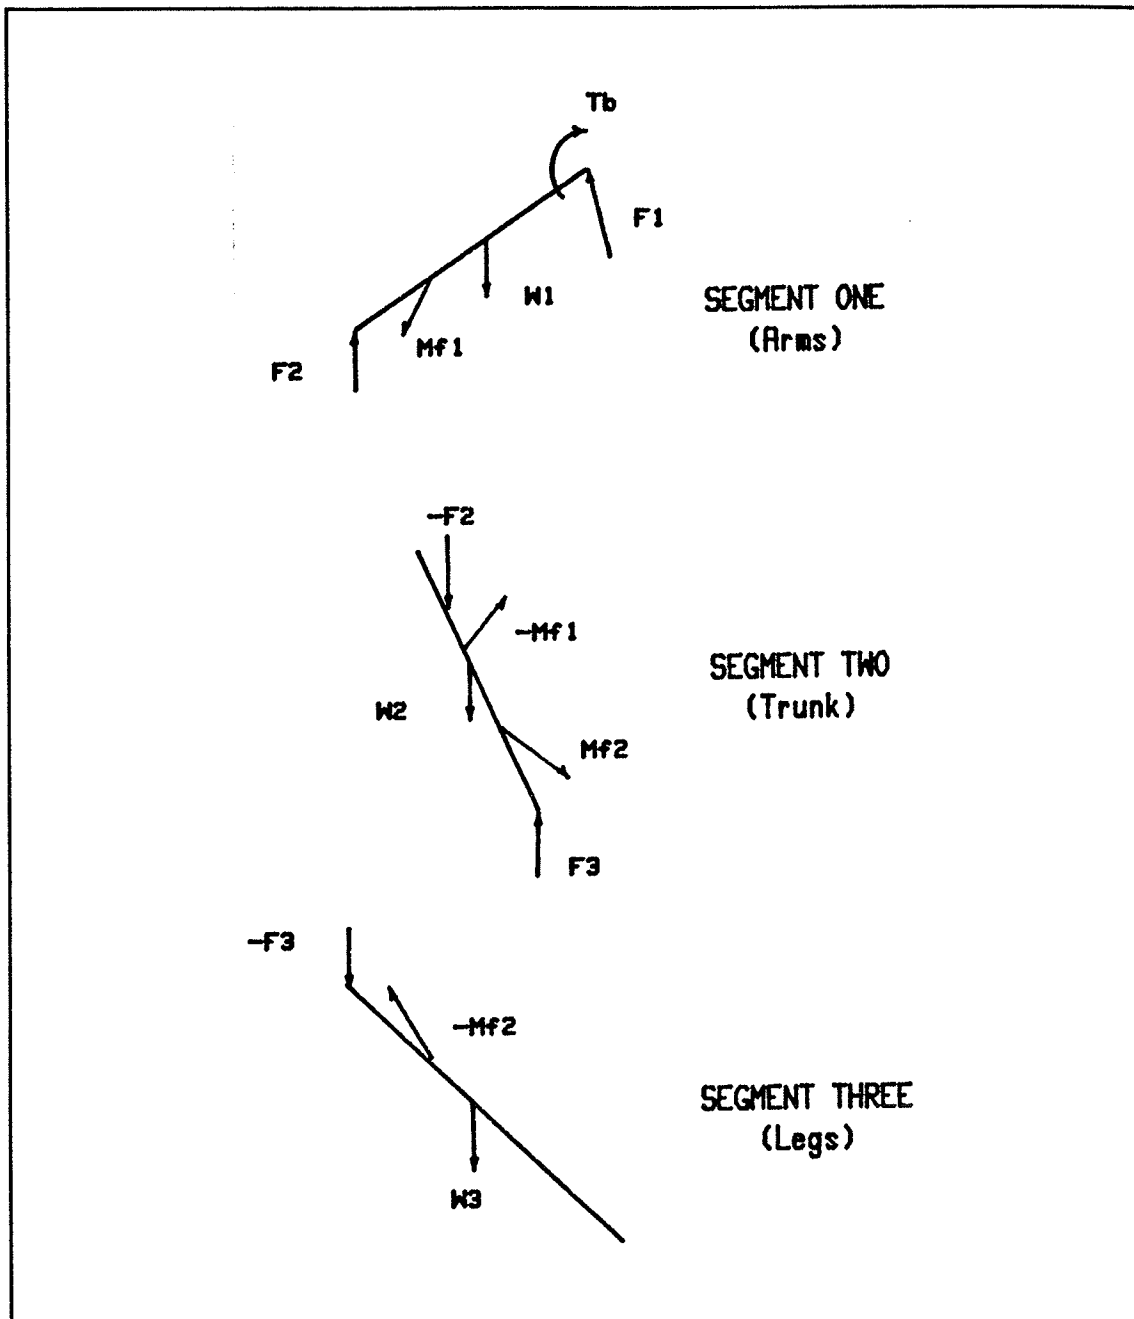 Tb
F1
W1
SEGMENT ONE
(Arms)
Mf1
F2
-F2
-Mf1
SEGMENT TWO
(Trunk)
W2
Mf2
F3
-F3
-Mf2
SEGMENT THREE
(Legs)
W3